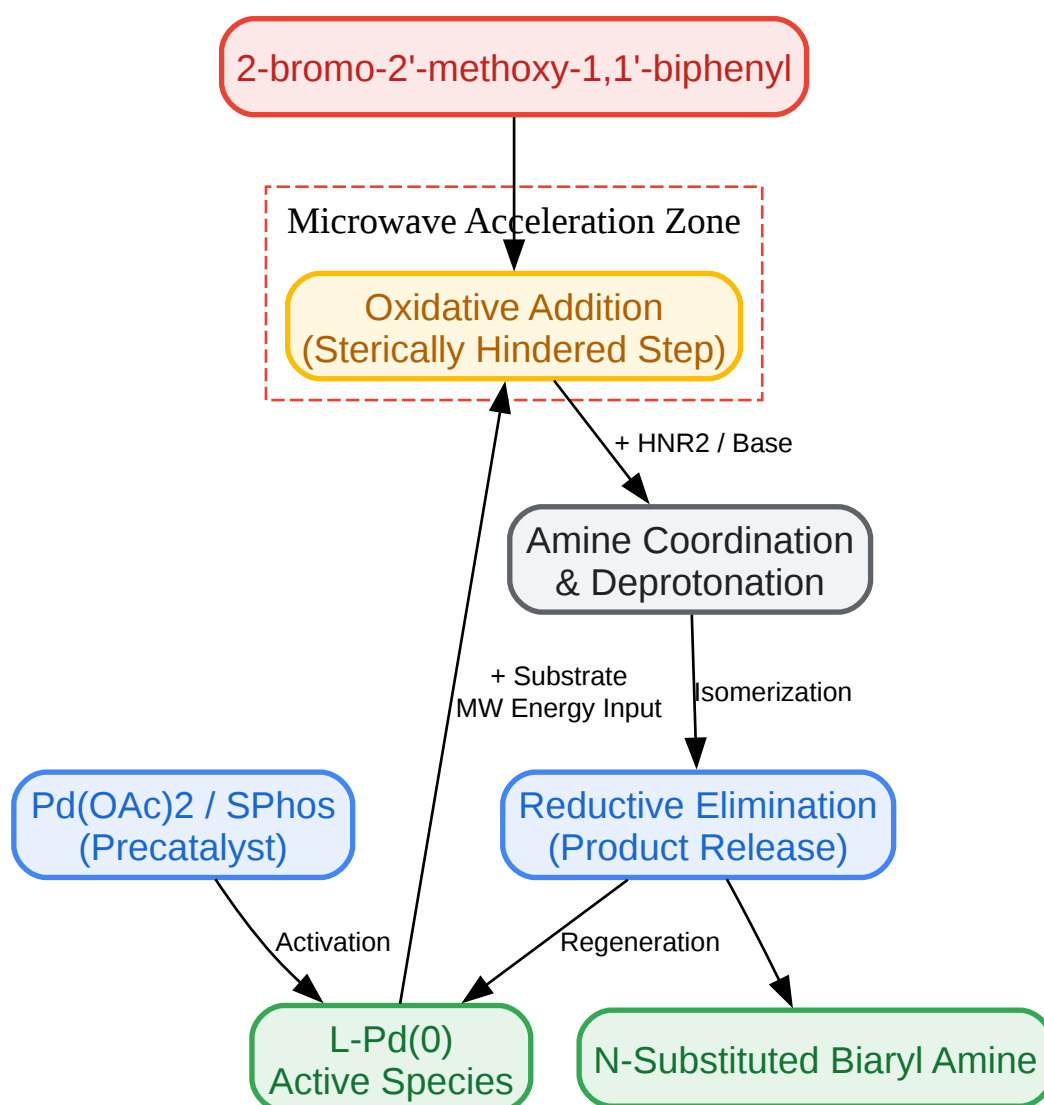 2-bromo-2'-methoxy-1,1'-biphenyl
Microwave Acceleration Zone
Oxidative Addition
(Sterically Hindered Step)
+ HNR2 / Base
Amine Coordination
& Deprotonation
+ Substrate
MW Energy Input
Isomerization
Pd(OAc)2 / SPhos
(Precatalyst)
Reductive Elimination
(Product Release)
Activation
Regeneration
L-Pd(0)
Active Species
N-Substituted Biaryl Amine